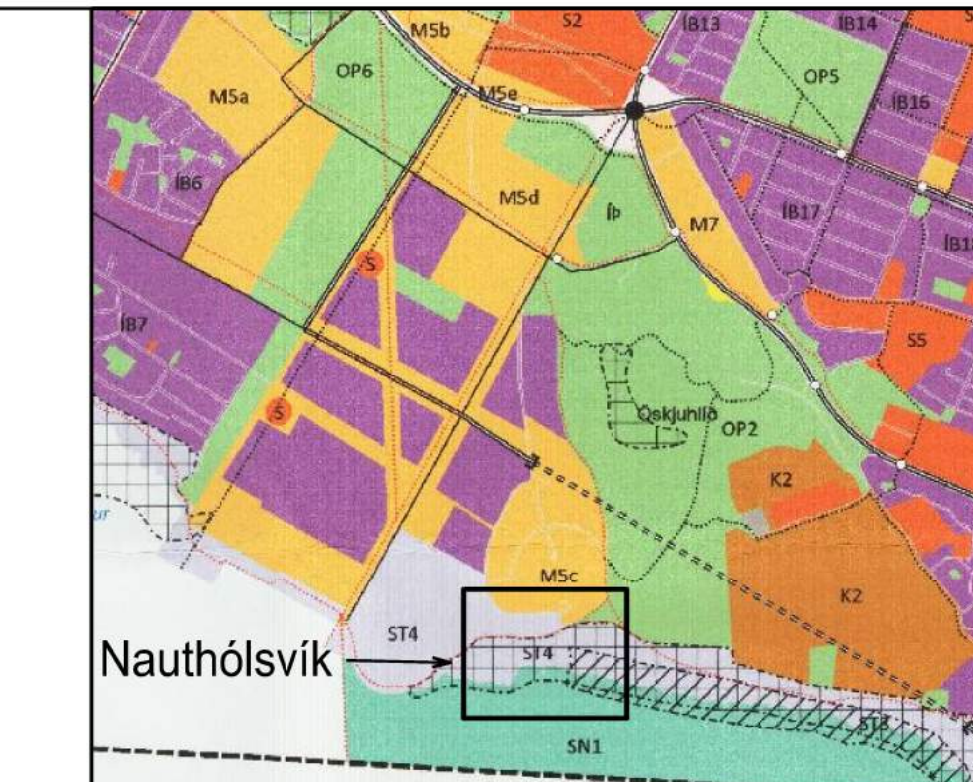 S2
ÍB13
ÍB14
M5b
OP6
OP5
M5a
M5e
ÍB16
ÍB6
M5d
Íþ
M7
ÍB17
S
ÍB7
S5
S
Öskjuhlíð
OP2
K2
M5c
K2
ST4
ST4
Nauthólsvík
ST3
SN1